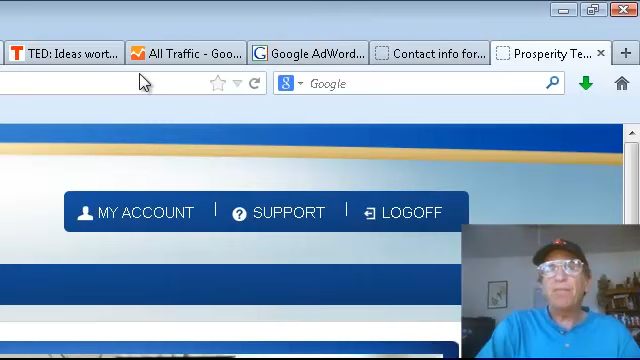 TED: Ideas wort...
All Traffic - Goo...
Google AdWord...
Contact info for...
Prosperity Te...
Google
MY ACCOUNT
SUPPORT
LOGOFF